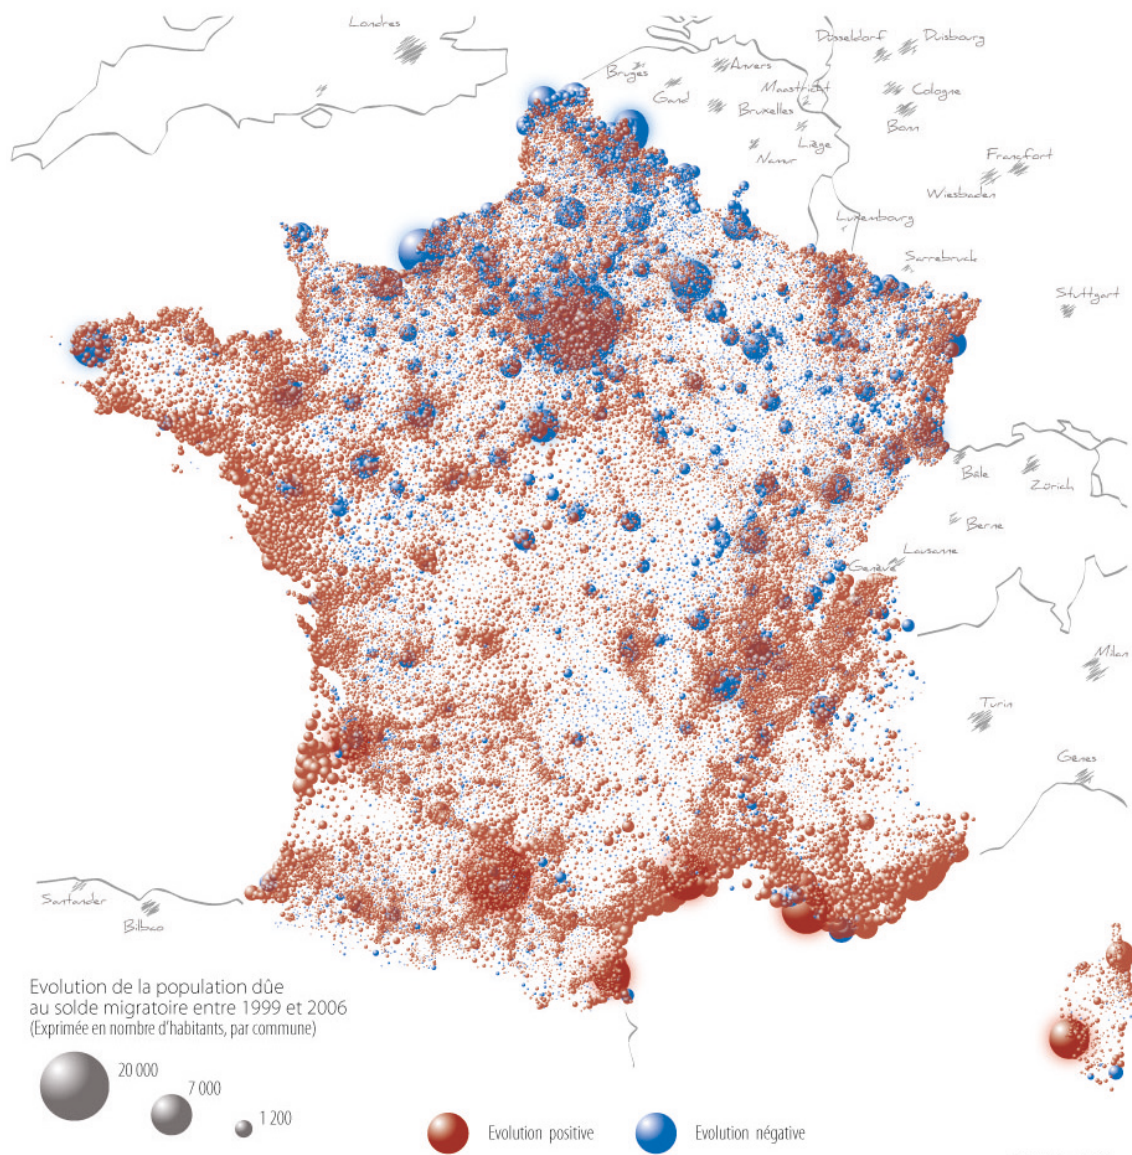 Londres
Düsseldorf
Duisbourg
Bruges
Anvers
Gand
Maastricht
Cologne
Bruxelles
Bonn
Liège
Namur
Francfort
Wiesbaden
Luxembourg
Sarrebruck
Stuttgart
Bâle
Zürich
Berne
Lausanne
Genève
Milan
Turin
Gênes
Santander
Bilbao
Evolution de la population dûe
au solde migratoire entre 1999 et 2006
(Exprimée en nombre d'habitants, par commune)
20 000
7 000
1 200
Evolution positive
Evolution négative